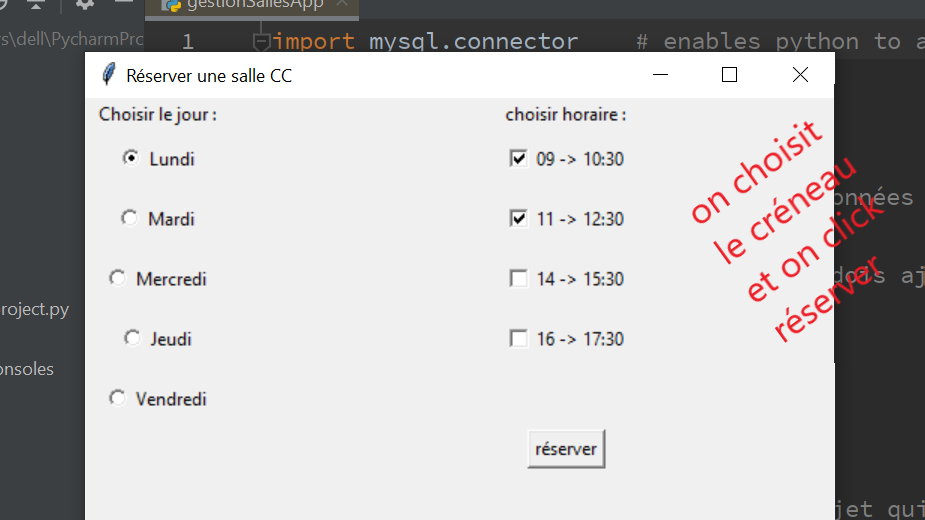 gestionSallesApp
rs\dell\PycharmPrc
1 import mysql.connector # enables python to a
Réserver une salle CC
Choisir le jour :
choisir horaire :
Lundi
09 -> 10:30
Mardi
11 -> 12:30
Mercredi
14 -> 15:30
Jeudi
16 -> 17:30
Vendredi
réserver
on choisit
le créneau
et on click
réserver
onnées
dois aj
roject.py
onsoles
jet qui